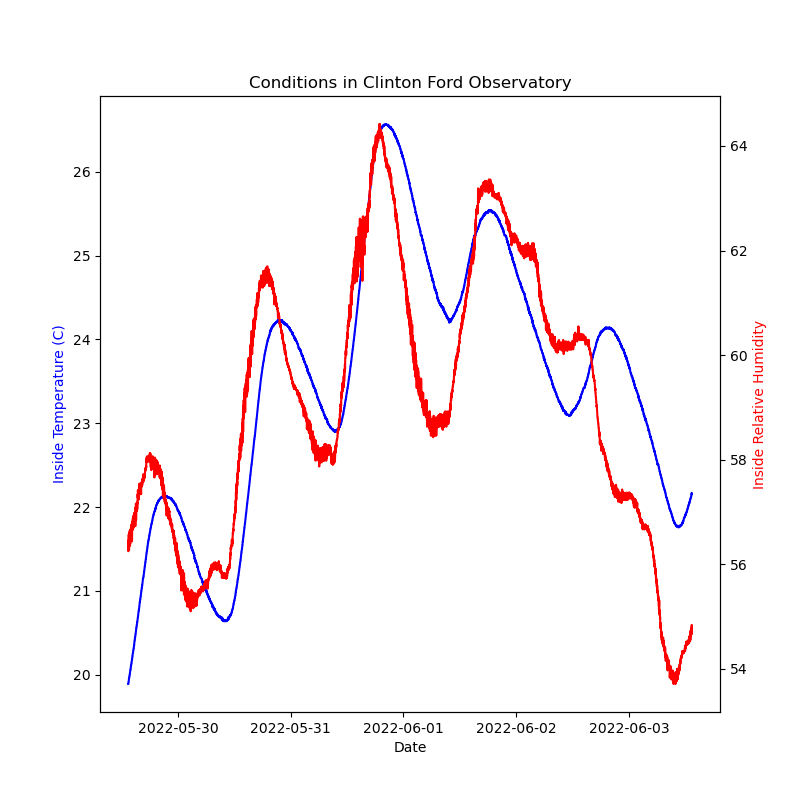 Conditions in Clinton Ford Observatory
Inside Temperature (C)
26
25
24
23
22
21
20
64
62
60
58
56
54
Inside Relative Humidity
2022-05-30 2022-05-31 2022-06-01 2022-06-02 2022-06-03
Date